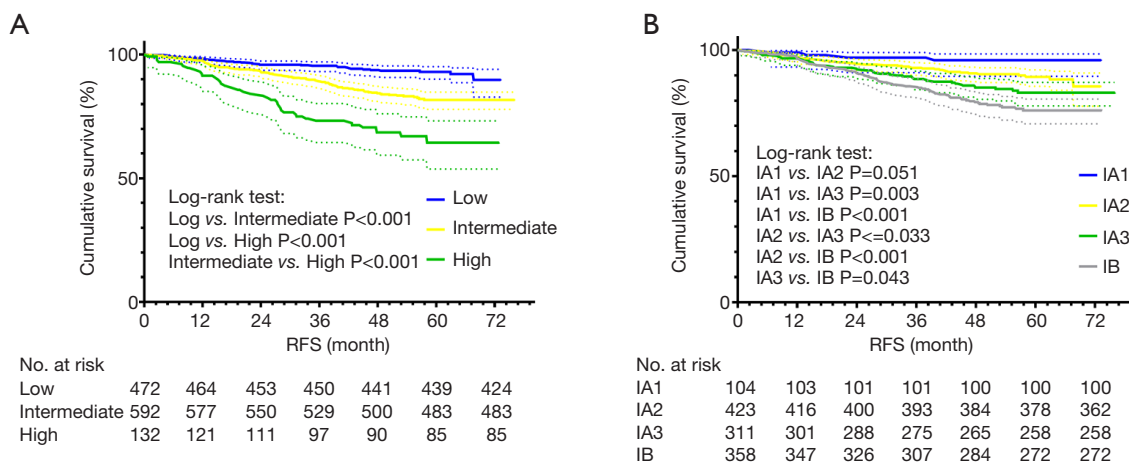 A
Cumulative survival (%)
100
50
0
Log-rank test:
Log vs. Intermediate P<0.001
Log vs. High P<0.001
Intermediate vs. High P<0.001
Low
Intermediate
High
0 12 24 36 48 60 72
RFS (month)
No. at risk
Low 472 464 453 450 441 439 424
Intermediate 592 577 550 529 500 483 483
High 132 121 111 97 90 85 85
B
Cumulative survival (%)
100
50
0
Log-rank test:
IA1 vs. IA2 P=0.051
IA1 vs. IA3 P=0.003
IA1 vs. IB P<0.001
IA2 vs. IA3 P<=0.033
IA2 vs. IB P<0.001
IA3 vs. IB P=0.043
IA1
IA2
IA3
IB
0 12 24 36 48 60 72
RFS (month)
No. at risk
IA1 104 103 101 101 100 100 100
IA2 423 416 400 393 384 378 362
IA3 311 301 288 275 265 258 258
IB 358 347 326 307 284 272 272